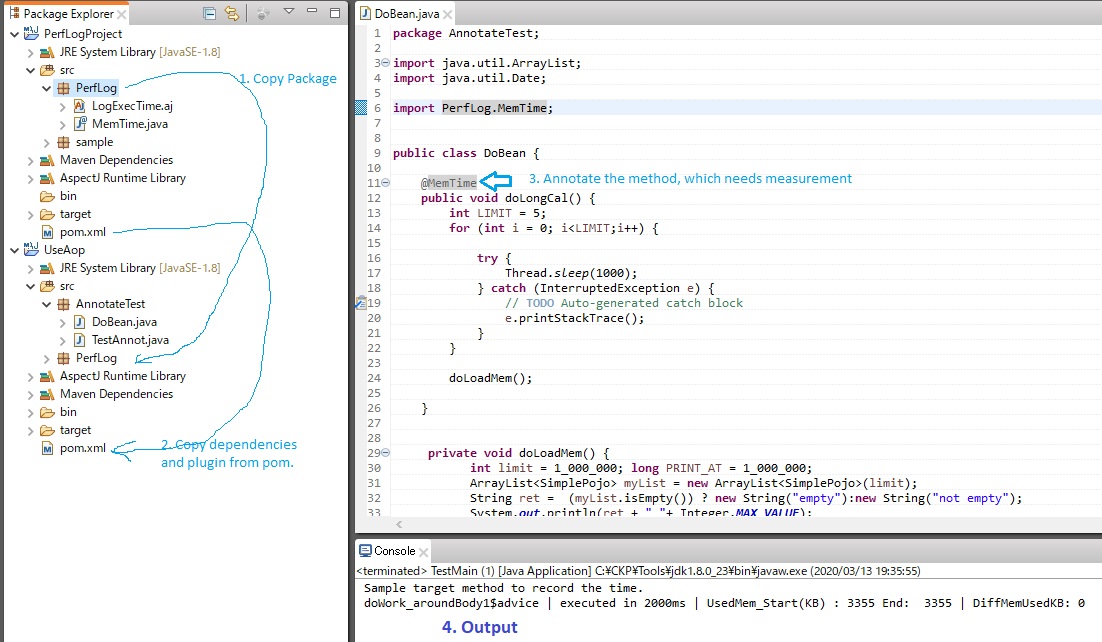 Package Explorer
PerfLogProject
JRE System Library [JavaSE-1.8]
src
PerfLog
1. Copy Package
LogExecTime.aj
MemTime.java
sample
Maven Dependencies
AspectJ Runtime Library
bin
target
pom.xml
UseAop
JRE System Library [JavaSE-1.8]
src
AnnotateTest
DoBean.java
TestAnnot.java
PerfLog
AspectJ Runtime Library
Maven Dependencies
bin
target
pom.xml
2. Copy dependencies
and plugin from pom.
DoBean.java
1 package AnnotateTest;
2
3 import java.util.ArrayList;
4 import java.util.Date;
5
6 import PerfLog.MemTime;
7
8
9 public class DoBean {
10
11 @MemTime
3. Annotate the method, which needs measurement
12 public void doLongCal() {
13 int LIMIT = 5;
14 for (int i = 0; i<LIMIT;i++) {
15
16 try {
17 Thread.sleep(1000);
18 } catch (InterruptedException e) {
19 // TODO Auto-generated catch block
20 e.printStackTrace();
21 }
22 }
23
24 doLoadMem();
25
26 }
27
28
29 private void doLoadMem() {
30 int limit = 1_000_000; long PRINT_AT = 1_000_000;
31 ArrayList<SimplePojo> myList = new ArrayList<SimplePojo>(limit);
32 String ret = (myList.isEmpty()) ? new String("empty"):new String("not empty");
33 System.out.println(ret + " "+ Integer.MAX_VALUE);
Console
<terminated> TestMain (1) [Java Application] C:¥CKP¥Tools¥jdk1.8.0_23¥bin¥javaw.exe (2020/03/13 19:35:55)
Sample target method to record the time.
doWork_aroundBody1$advice | executed in 2000ms | UsedMem_Start(KB) : 3355 End: 3355 | DiffMemUsedKB: 0
4. Output